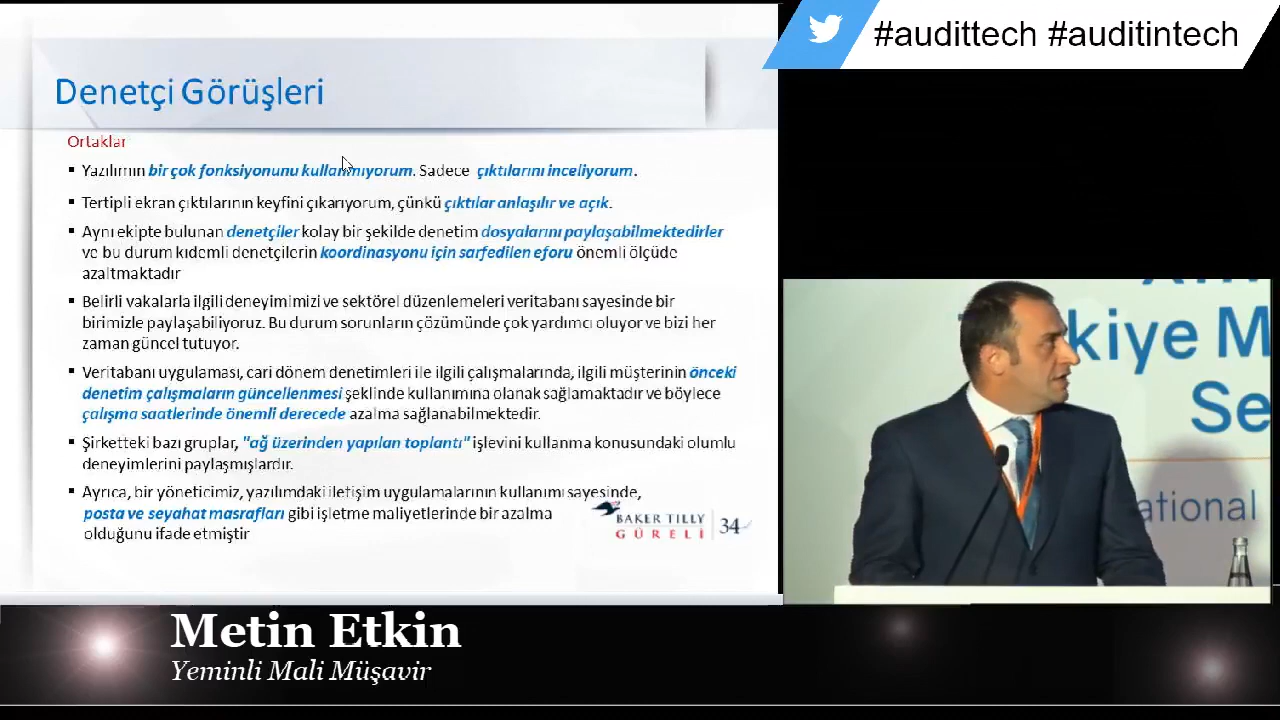 #audittech #auditintech
Denetçi Görüşleri
Ortaklar
▪ Yazılımın bir çok fonksiyonunu kullanmıyorum. Sadece çıktılarını inceliyorum.
▪ Tertipli ekran çıktılarının keyfini çıkarıyorum, çünkü çıktılar anlaşılır ve açık.
▪ Aynı ekipte bulunan denetçiler kolay bir şekilde denetim dosyalarını paylaşabilmektedirler
ve bu durum kıdemli denetçilerin koordinasyonu için sarfedilen eforu önemli ölçüde
azaltmaktadır
▪ Belirli vakalarla ilgili deneyimimizi ve sektörel düzenlemeleri veritabanı sayesinde bir
birimizle paylaşabiliyoruz. Bu durum sorunların çözümünde çok yardımcı oluyor ve bizi her
zaman güncel tutuyor.
▪ Veritabanı uygulaması, cari dönem denetimleri ile ilgili çalışmalarında, ilgili müşterinin önceki
denetim çalışmaların güncellenmesi şeklinde kullanımına olanak sağlamaktadır ve böylece
çalışma saatlerinde önemli derecede azalma sağlanabilmektedir.
▪ Şirketteki bazı gruplar, "ağ üzerinden yapılan toplantı" işlevini kullanma konusundaki olumlu
deneyimlerini paylaşmışlardır.
▪ Ayrıca, bir yöneticimiz, yazılımdaki iletişim uygulamalarının kullanımı sayesinde,
posta ve seyahat masrafları gibi işletme maliyetlerinde bir azalma
olduğunu ifade etmiştir
BAKER TILLY
GÜRELİ
34
kiye M
Se
ational
Metin Etkin
Yeminli Mali Müşavir